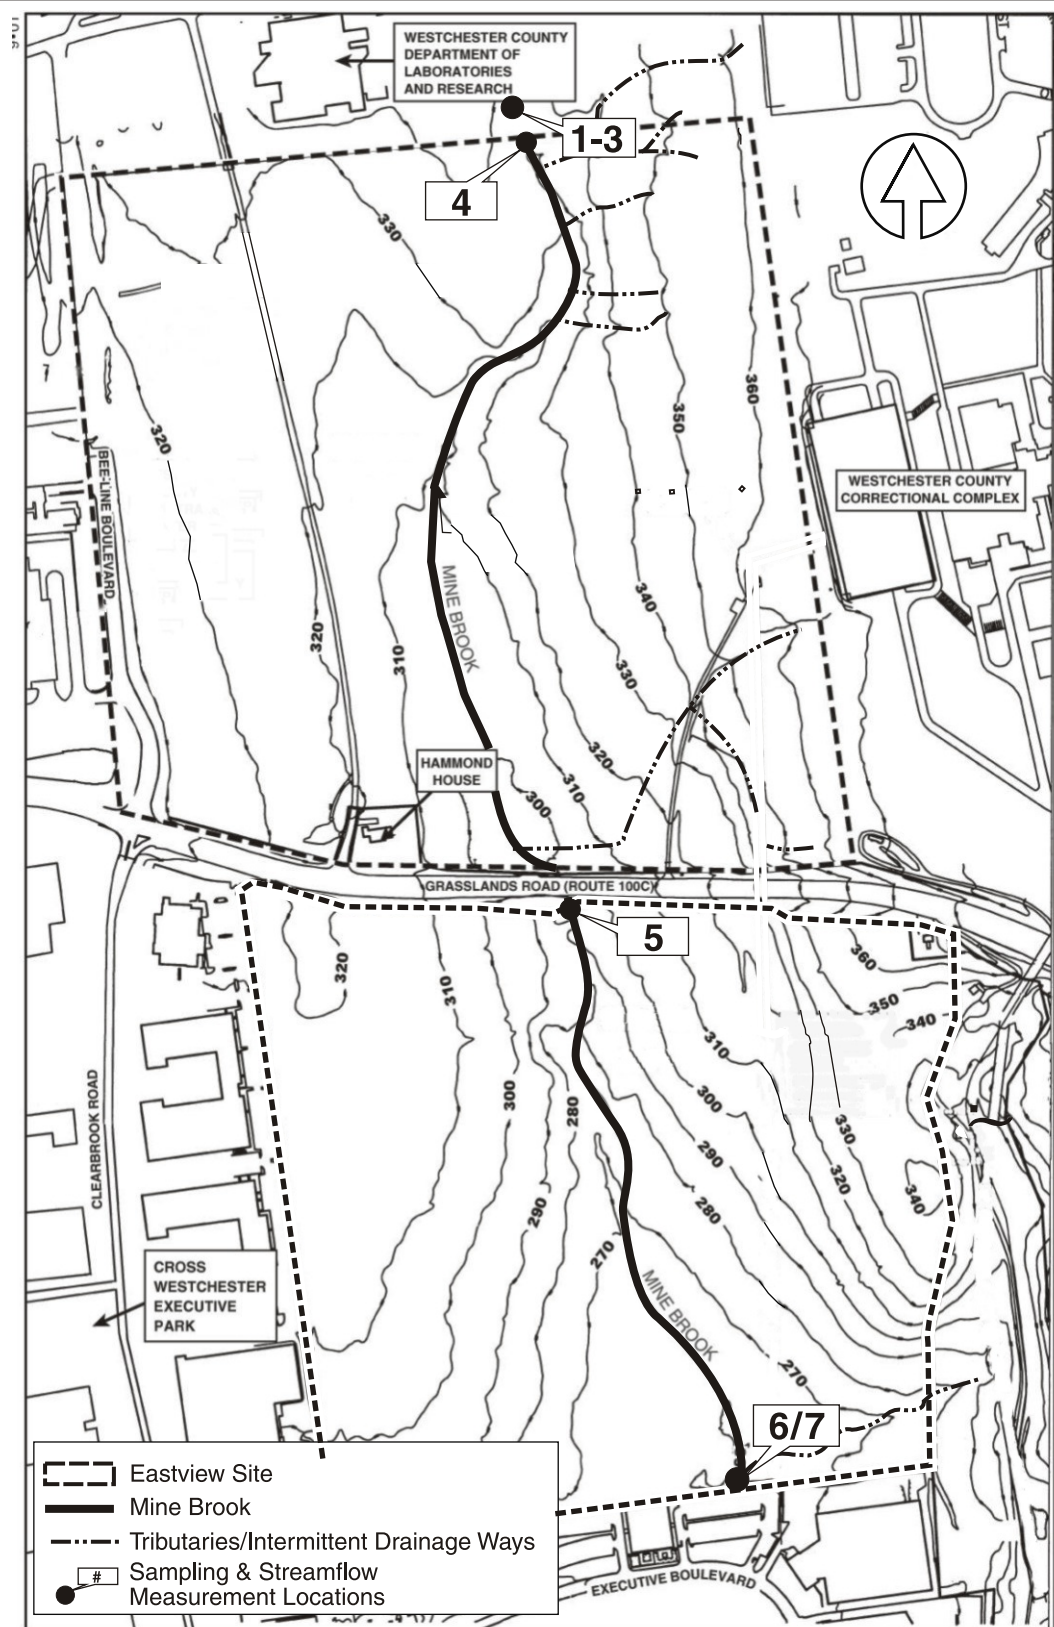 WESTCHESTER COUNTY
DEPARTMENT OF
LABORATORIES
AND RESEARCH
1-3
4
330
360
350
320
WESTCHESTER COUNTY
CORRECTIONAL COMPLEX
BEE-LINE BOULEVARD
MINE BROOK
340
320
310
330
320
310
300
HAMMOND
HOUSE
GRASSLANDS ROAD (ROUTE 100C)
5
320
310
360
350
340
310
300
280
300
330
290
320
340
290
280
270
CLEARBROOK ROAD
CROSS
WESTCHESTER
EXECUTIVE
PARK
MINE BROOK
270
6/7
Eastview Site
Mine Brook
Tributaries/Intermittent Drainage Ways
# Sampling & Streamflow
Measurement Locations
EXECUTIVE BOULEVARD